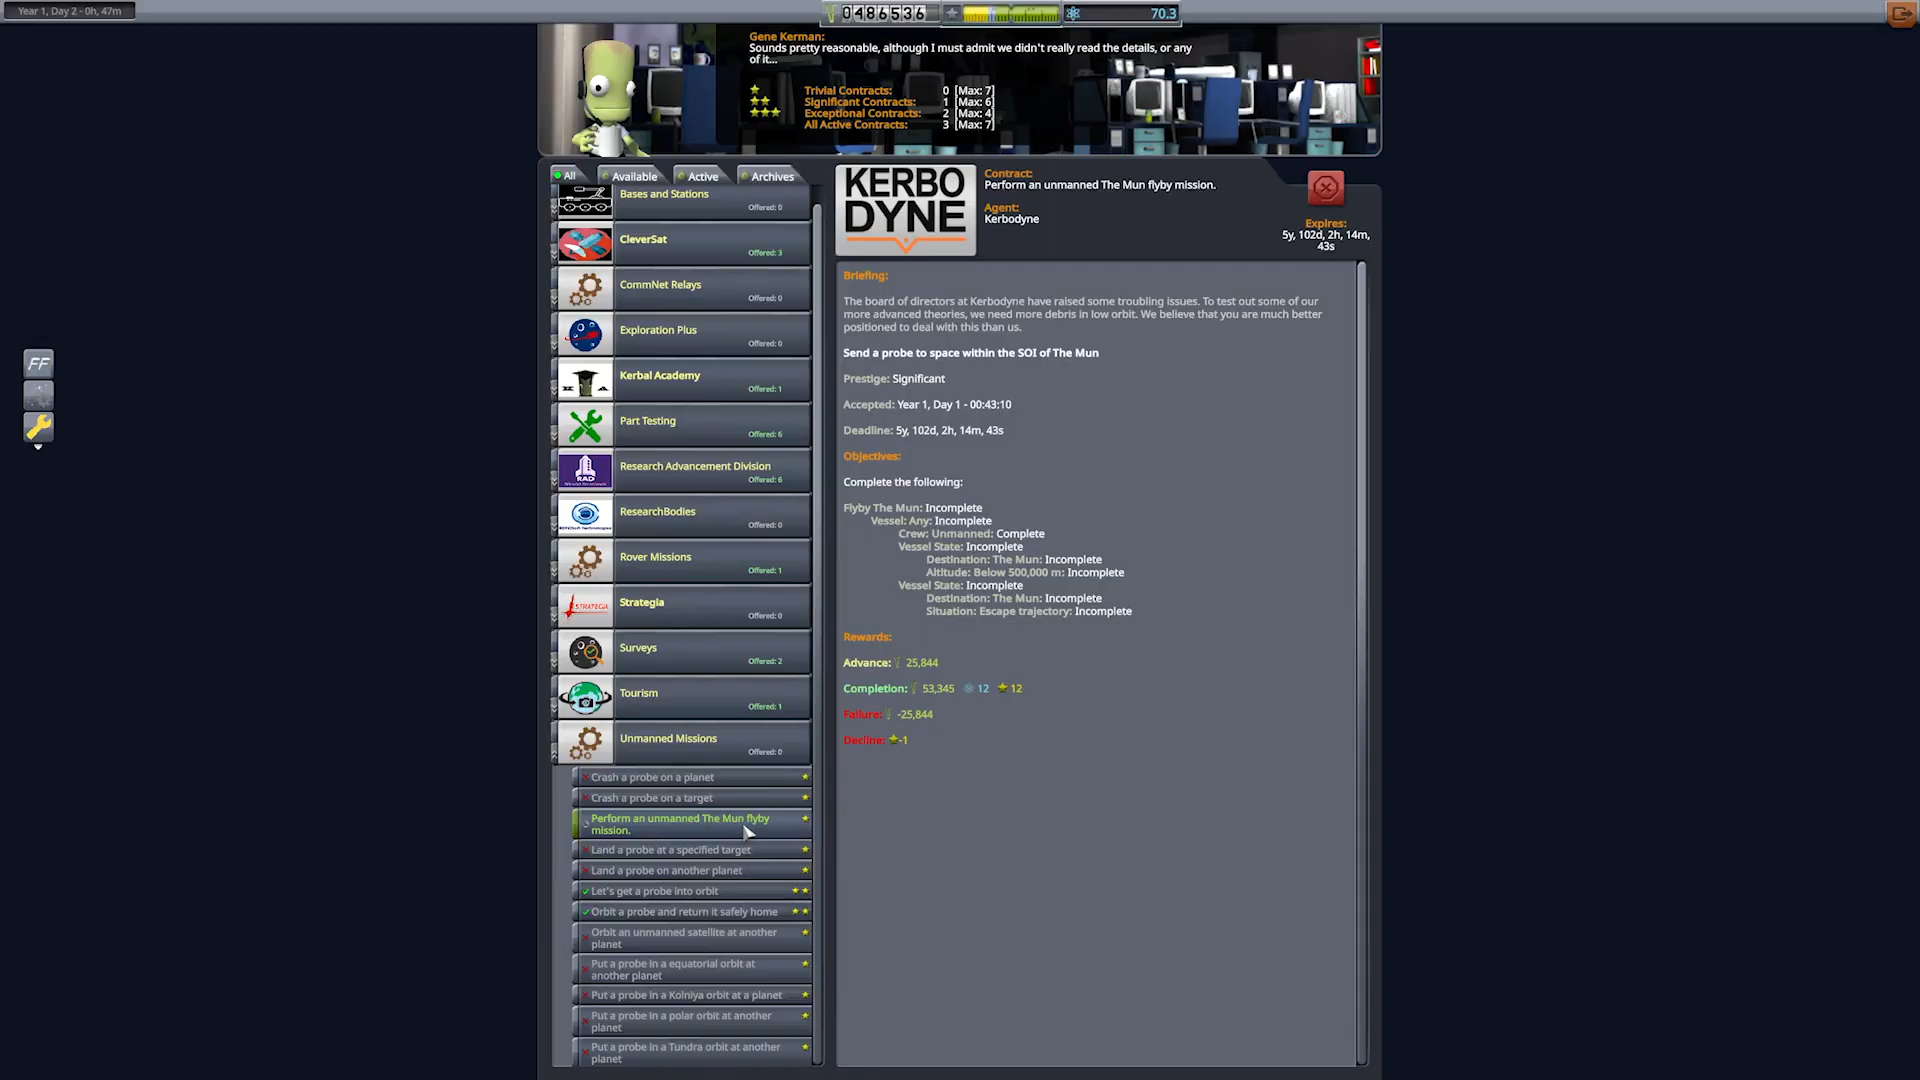 Year 1, Day 2 - 0h, 47m
0486536
70.3
Gene Kerman:
Sounds pretty reasonable, although I must admit we didn't really read the details, or any
of it...
Trivial Contracts: 0 [Max: 7]
Significant Contracts: 1 [Max: 6]
Exceptional Contracts: 2 [Max: 4]
All Active Contracts: 3 [Max: 7]
All
Available
Active
Archives
Bases and Stations
Offered: 0
CleverSat
Offered: 3
CommNet Relays
Offered: 0
Exploration Plus
Offered: 0
Kerbal Academy
Offered: 1
Part Testing
Offered: 6
RAD
Research Advancement Division
Offered: 6
ResearchBodies
Offered: 0
Rover Missions
Offered: 1
STRATEGIA
Strategia
Offered: 0
Surveys
Offered: 2
Tourism
Offered: 1
Unmanned Missions
Offered: 0
Crash a probe on a planet
Crash a probe on a target
Perform an unmanned The Mun flyby
mission.
Land a probe at a specified target
Land a probe on another planet
Let's get a probe into orbit
Orbit a probe and return it safely home
Orbit an unmanned satellite at another
planet
Put a probe in a equatorial orbit at
another planet
Put a probe in a Kolniya orbit at a planet
Put a probe in a polar orbit at another
planet
Put a probe in a Tundra orbit at another
planet
FF
KERBO
DYNE
Contract:
Perform an unmanned The Mun flyby mission.
Agent:
Kerbodyne
Expires:
5y, 102d, 2h, 14m,
43s
Briefing:
The board of directors at Kerbodyne have raised some troubling issues. To test out some of our
more advanced theories, we need more debris in low orbit. We believe that you are much better
positioned to deal with this than us.
Send a probe to space within the SOI of The Mun
Prestige: Significant
Accepted: Year 1, Day 1 - 00:43:10
Deadline: 5y, 102d, 2h, 14m, 43s
Objectives:
Complete the following:
Flyby The Mun: Incomplete
Vessel: Any: Incomplete
Crew: Unmanned: Complete
Vessel State: Incomplete
Destination: The Mun: Incomplete
Altitude: Below 500,000 m: Incomplete
Vessel State: Incomplete
Destination: The Mun: Incomplete
Situation: Escape trajectory: Incomplete
Rewards:
Advance: 25,844
Completion: 53,345 12 12
Failure: -25,844
Decline: -1